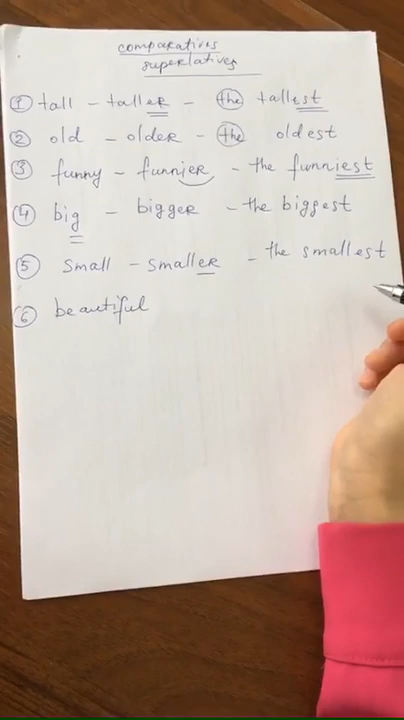 comparatives
superlatives
1 tall - taller - the tallest
2 old - older - the oldest
3 funny - funnier - the funniest
4 big - bigger - the biggest
5 small - smaller - the smallest
6 beautiful